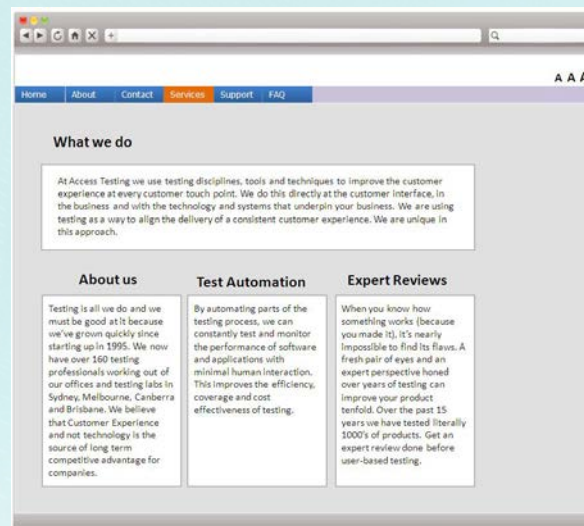 A A A
Home About Contact Services Support FAQ
What we do
At Access Testing we use testing disciplines, tools and techniques to improve the customer
experience at every customer touch point. We do this directly at the customer interface, in
the business and with the technology and systems that underpin your business. We are using
testing as a way to align the delivery of a consistent customer experience. We are unique in
this approach.
About us
Testing is all we do and we
must be good at it because
we've grown quickly since
starting up in 1995. We now
have over 160 testing
professionals working out of
our offices and testing labs in
Sydney, Melbourne, Canberra
and Brisbane. We believe
that Customer Experience
and not technology is the
source of long term
competitive advantage for
companies.
Test Automation
By automating parts of the
testing process, we can
constantly test and monitor
the performance of software
and applications with
minimal human interaction.
This improves the efficiency,
coverage and cost
effectiveness of testing.
Expert Reviews
When you know how
something works (because
you made it), it's nearly
impossible to find its flaws. A
fresh pair of eyes and an
expert perspective honed
over years of testing can
improve your product
tenfold. Over the past 15
years we have tested literally
1000's of products. Get an
expert review done before
user-based testing.